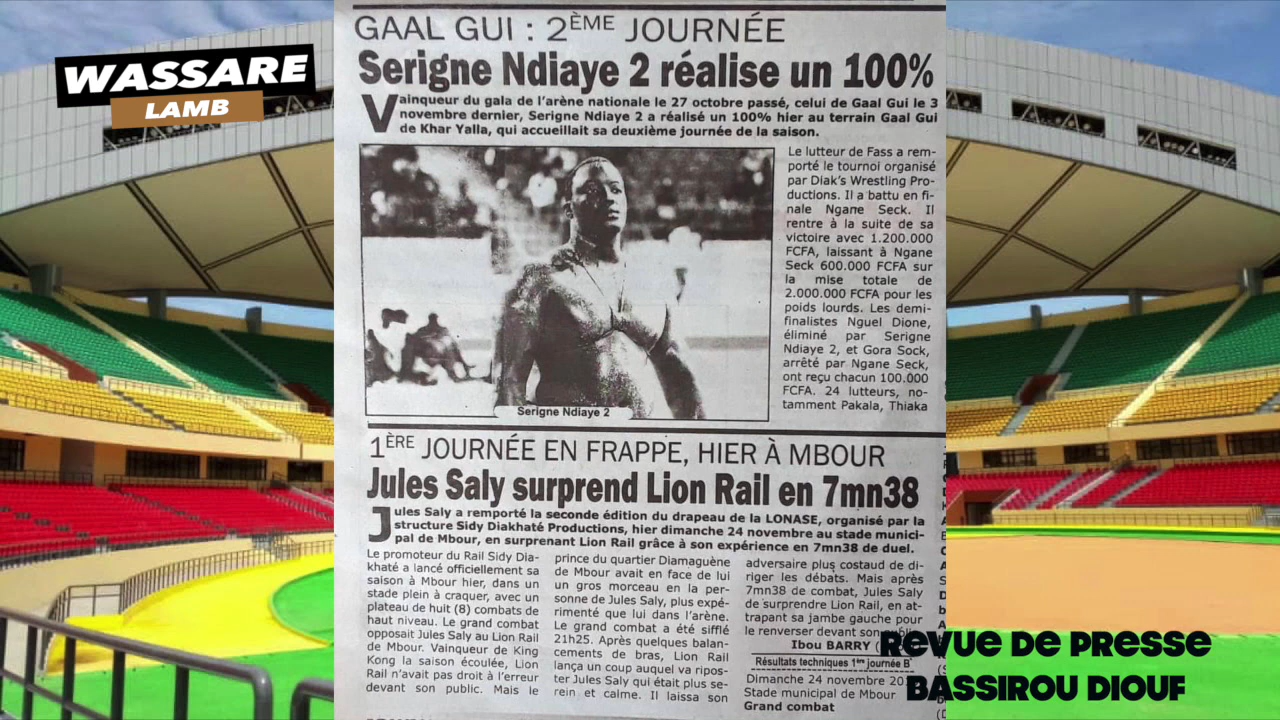 WASSARE
LAMB
GAAL GUI : 2ÈME JOURNÉE
Serigne Ndiaye 2 réalise un 100%
Vainqueur du gala de l'arène nationale le 27 octobre passé, celui de Gaal Gui le 3
novembre dernier, Serigne Ndiaye 2 a réalisé un 100% hier au terrain Gaal Gui
de Khar Yalla, qui accueillait sa deuxième journée de la saison.
Le lutteur de Fass a rem-
porté le tournoi organisé
par Diak's Wrestling Pro-
ductions. Il a battu en fi-
nale Ngane Seck. Il
rentre à la suite de sa
victoire avec 1.200.000
FCFA, laissant à Ngane
Seck 600.000 FCFA sur
la mise totale de
2.000.000 FCFA pour les
poids lourds. Les demi-
finalistes Nguel Dione,
éliminé par Serigne
Ndiaye 2, et Gora Sock,
arrêté par Ngane Seck,
ont reçu chacun 100.000
FCFA. 24 lutteurs, no-
tamment Pakala, Thiaka
Serigne Ndiaye 2
1ÈRE JOURNÉE EN FRAPPE, HIER À MBOUR
Jules Saly surprend Lion Rail en 7mn38
Jules Saly a remporté la seconde édition du drapeau de la LONASE, organisé par la
structure Sidy Diakhaté Productions, hier dimanche 24 novembre au stade munici-
pal de Mbour, en surprenant Lion Rail grâce à son expérience en 7mn38 de duel.
Le promoteur du Rail Sidy Dia-
khaté a lancé officiellement sa
saison à Mbour hier, dans un
stade plein à craquer, avec un
plateau de huit (8) combats de
haut niveau. Le grand combat
opposait Jules Saly au Lion Rail
de Mbour. Vainqueur de King
Kong la saison écoulée, Lion
Rail n'avait pas droit à l'erreur
devant son public. Mais le
prince du quartier Diamaguène
de Mbour avait en face de lui
un gros morceau en la per-
sonne de Jules Saly, plus expé-
rimenté que lui dans l'arène.
Le grand combat a été sifflé
21h25. Après quelques balan-
cements de bras, Lion Rail
lança un coup auquel va ripos-
ter Jules Saly qui était plus se-
rein et calme. Il laissa son
adversaire plus costaud de di-
riger les débats. Mais après
7mn38 de combat, Jules Saly
de surprendre Lion Rail, en at-
trapant sa jambe gauche pour
le renverser devant son
Ibou BARRY
Résultats techniques 1ère journée
Dimanche 24 novembre
Stade municipal de Mbour
Grand combat
REVUE DE PRESSE
BASSIROU DIOUF